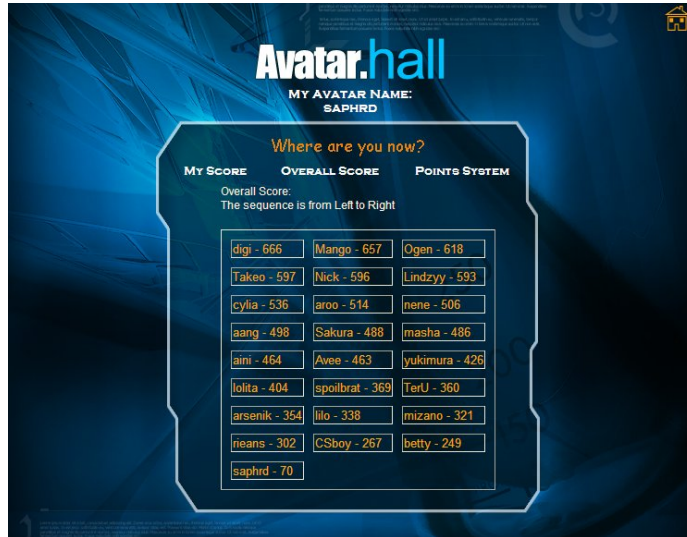 Avatar.hall
My Avatar Name:
saphrd
Where are you now?
My Score Overall Score Points System
Overall Score:
The sequence is from Left to Right
digi - 666 Mango - 657 Ogen - 618
Takeo - 597 Nick - 596 Lindzyy - 593
cylia - 536 aroo - 514 nene - 506
aang - 498 Sakura - 488 masha - 486
aini - 464 Avee - 463 yukimura - 426
lolita - 404 spoilbrat - 369 TerU - 360
arsenik - 354 lilo - 338 mizano - 321
rieans - 302 CSboy - 267 betty - 249
saphrd - 70